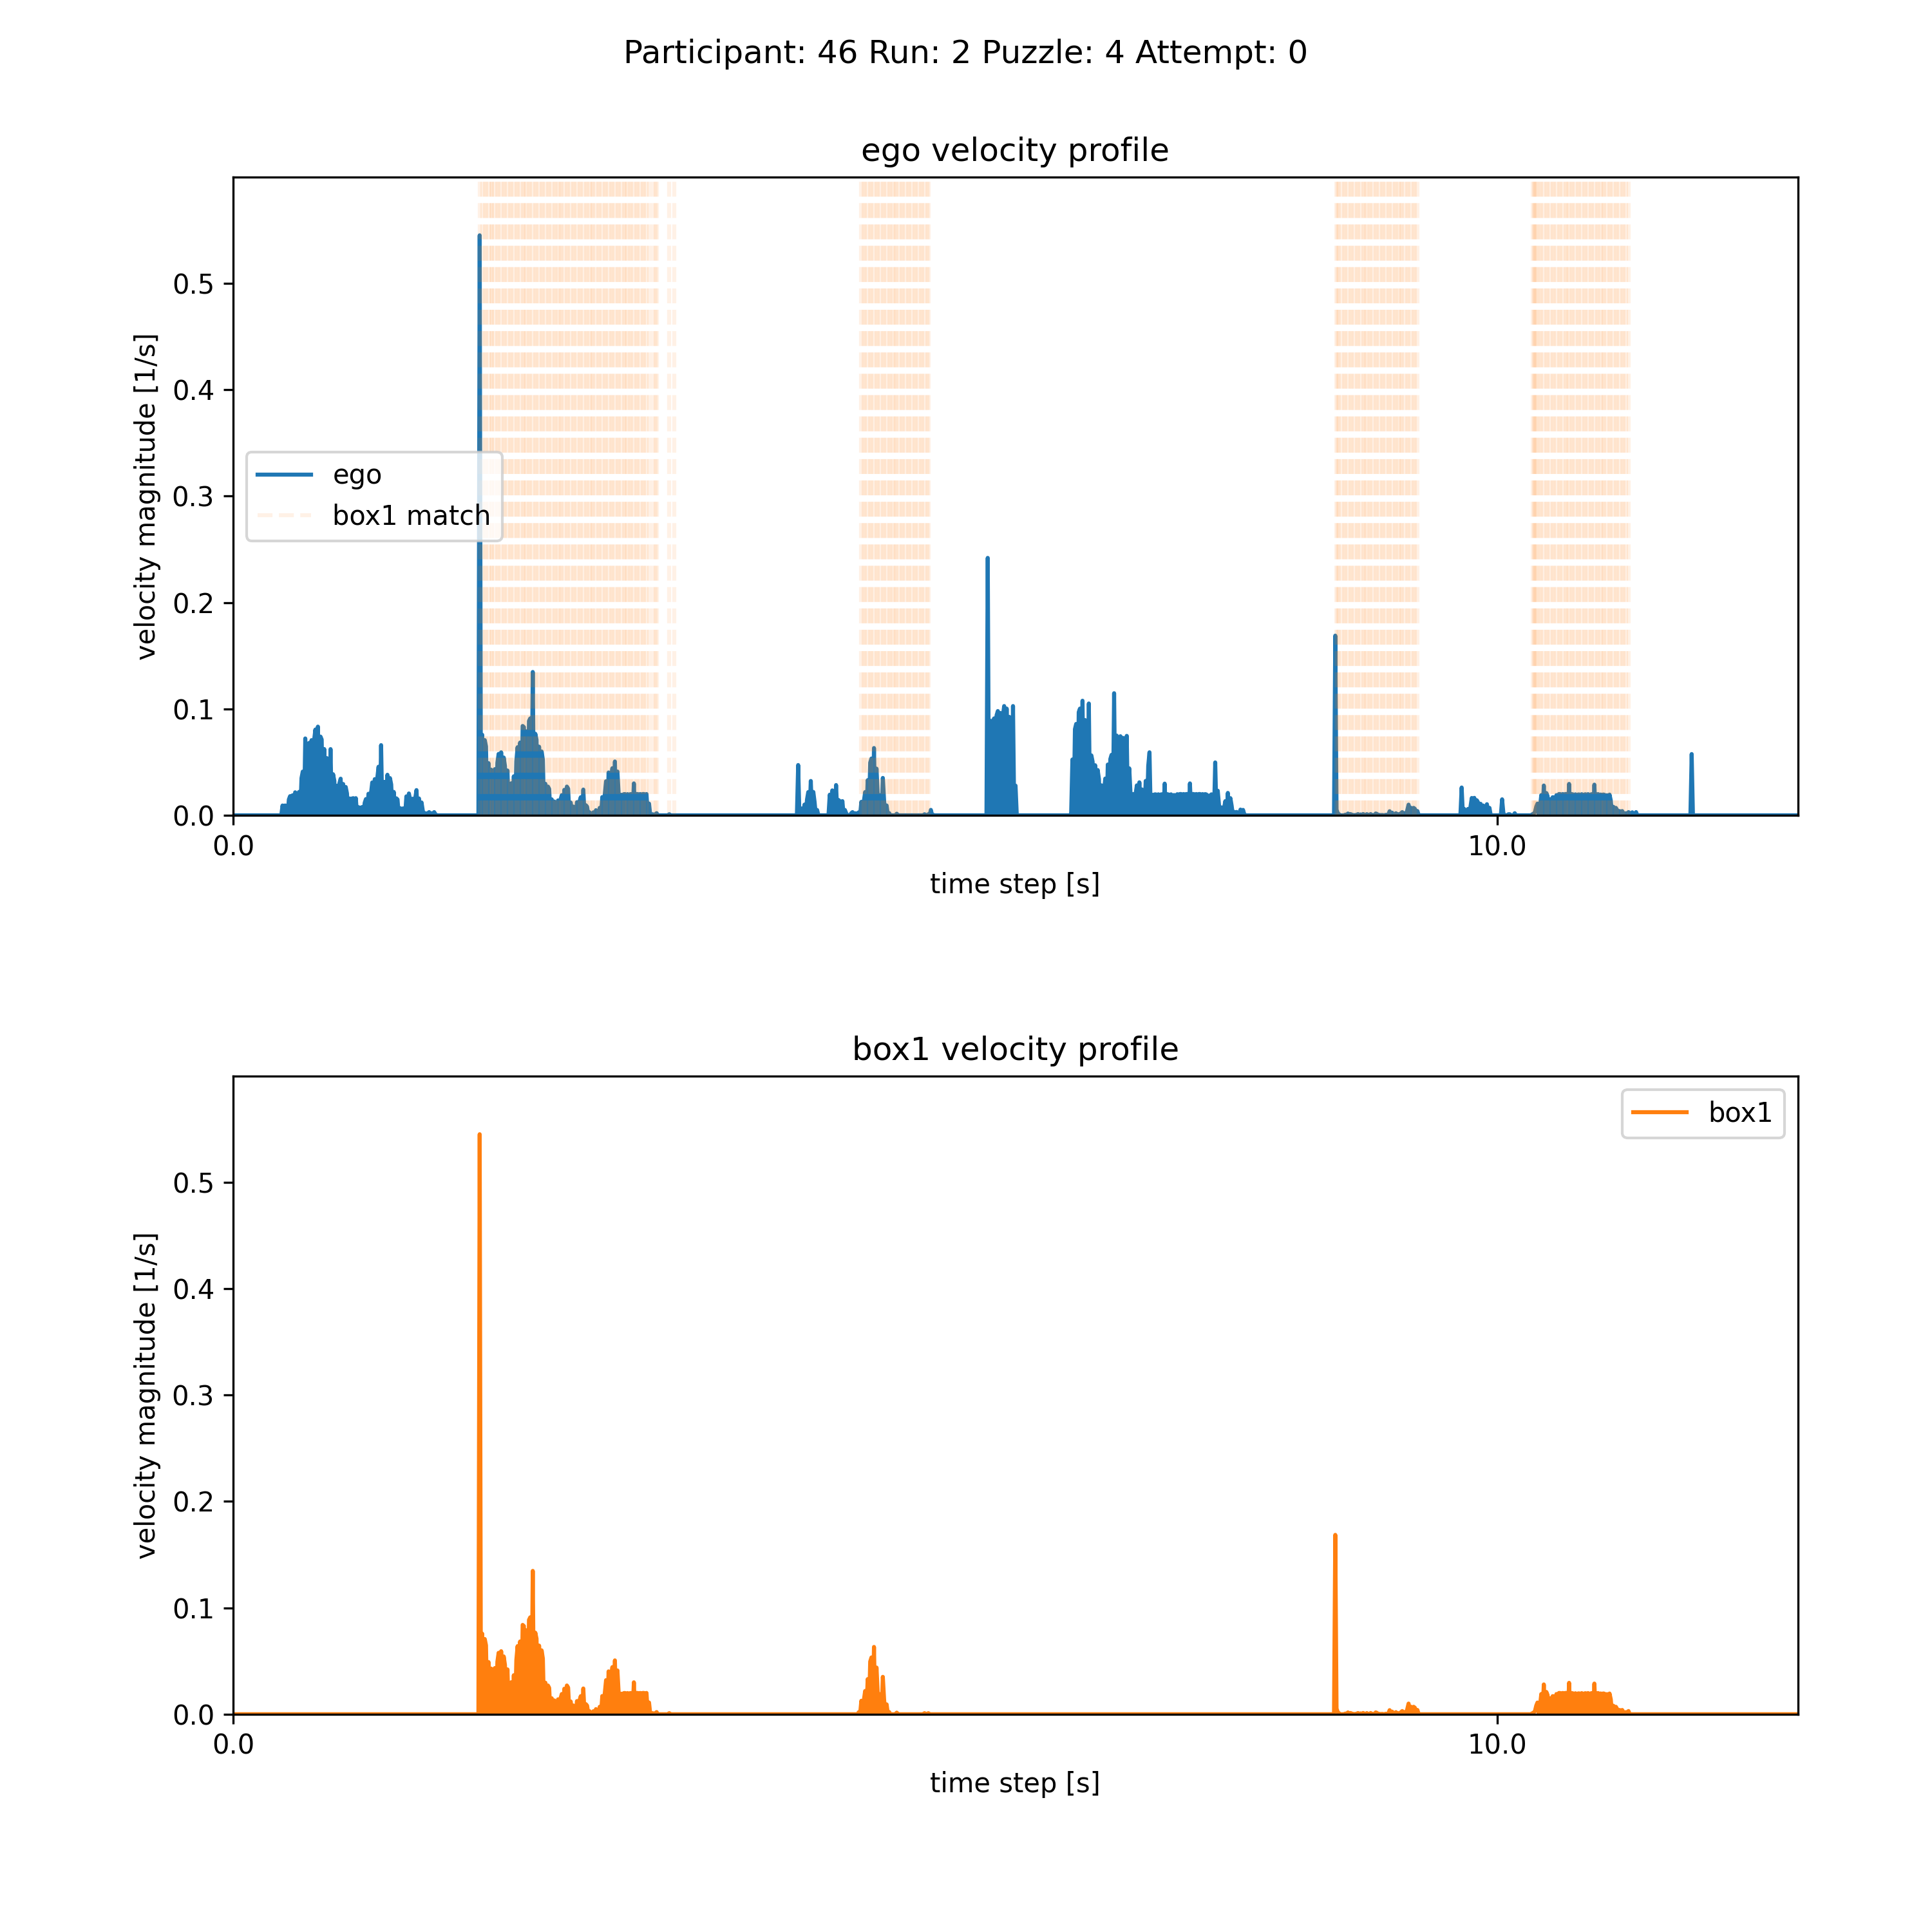 Participant: 46 Run: 2 Puzzle: 4 Attempt: 0
ego velocity profile
velocity magnitude [1/s]
0.5
0.4
0.3
0.2
0.1
0.0
ego
box1 match
0.0
10.0
time step [s]
box1 velocity profile
velocity magnitude [1/s]
0.5
0.4
0.3
0.2
0.1
0.0
box1
0.0
10.0
time step [s]